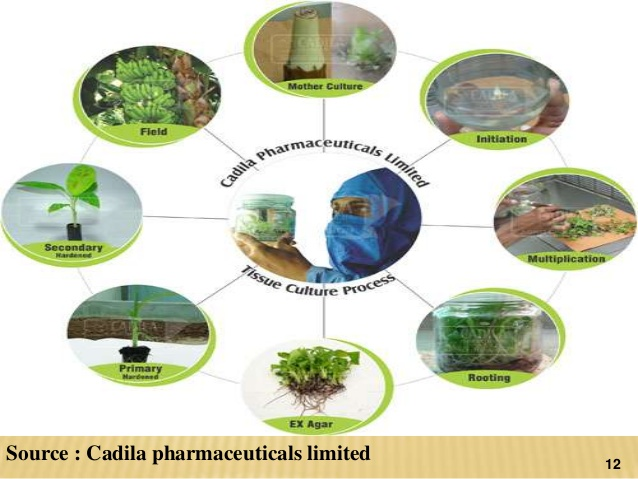 Mother Culture
Initiation
Multiplication
Rooting
EX Agar
Primary
Hardened
Secondary
Hardened
Field
Cadila Pharmaceuticals Limited
Tissue Culture Process
Source : Cadila pharmaceuticals limited
12